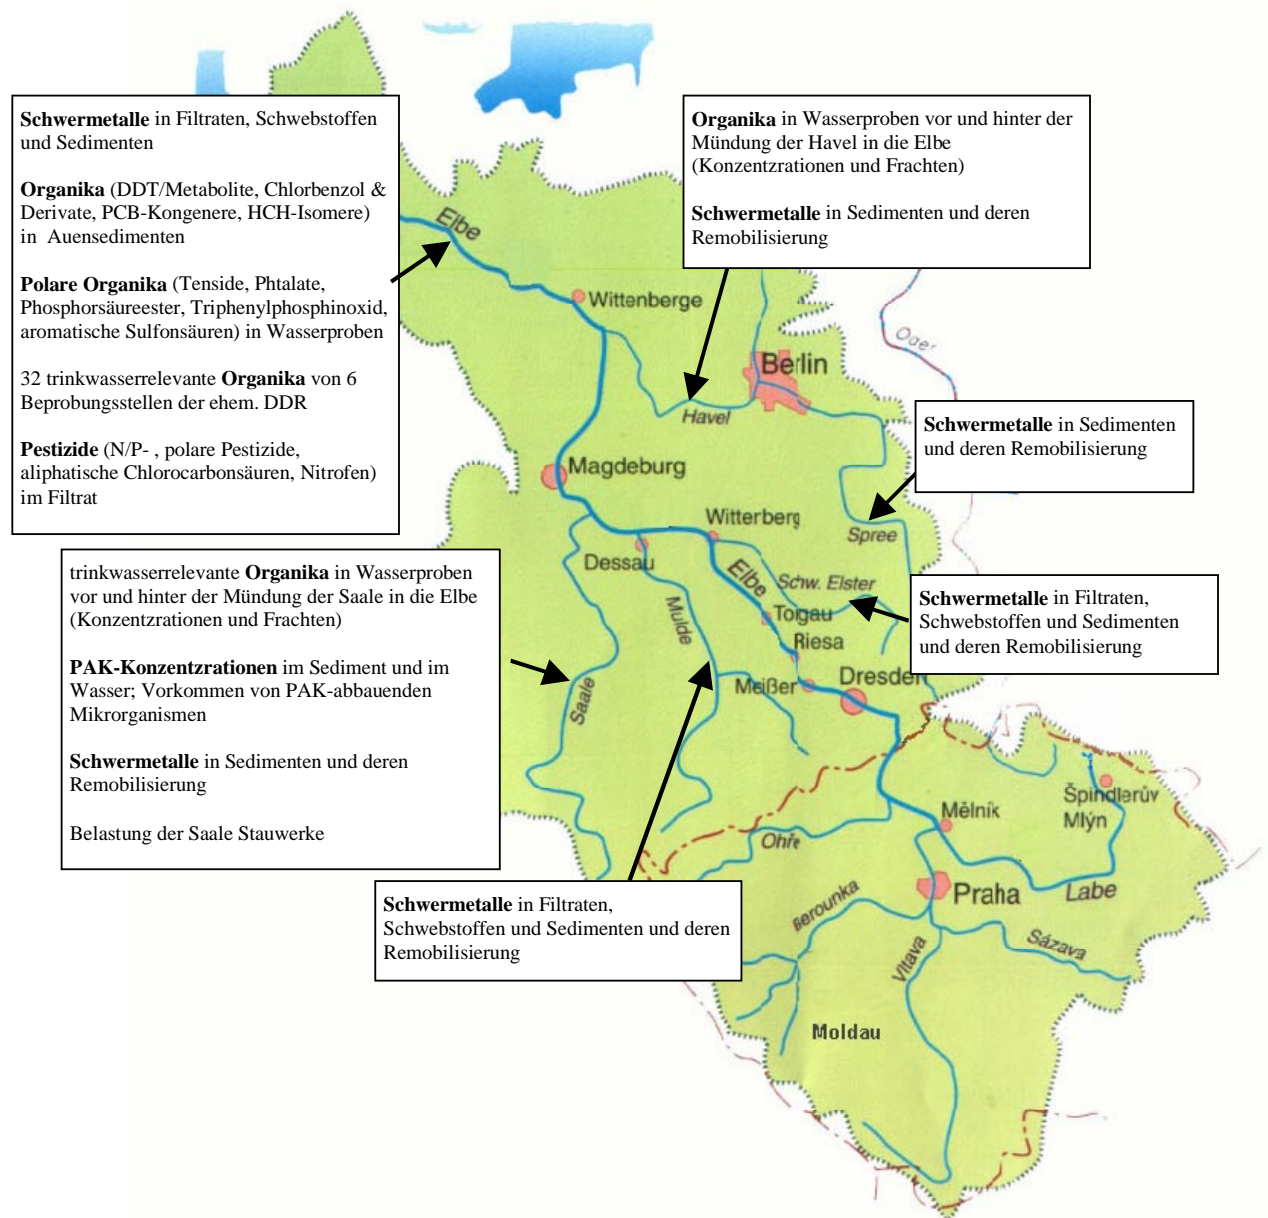 Schwermetalle in Filtraten, Schwebstoffen
und Sedimenten
Organika (DDT/Metabolite, Chlorbenzol &
Derivate, PCB-Kongenere, HCH-Isomere)
in Auensedimenten
Polare Organika (Tenside, Phtalate,
Phosphorsäureester, Triphenylphosphinoxid,
aromatische Sulfonsäuren) in Wasserproben
32 trinkwasserrelevante Organika von 6
Beprobungsstellen der ehem. DDR
Pestizide (N/P- , polare Pestizide,
aliphatische Chlorocarbonsäuren, Nitrofen)
im Filtrat
Organika in Wasserproben vor und hinter der
Mündung der Havel in die Elbe
(Konzentzrationen und Frachten)
Schwermetalle in Sedimenten und deren
Remobilisierung
Elbe
Wittenberge
Oder
Berlin
Havel
Schwermetalle in Sedimenten
und deren Remobilisierung
Magdeburg
Witterberg
Spree
Dessau
Elbe
Schw. Elster
Mulde
Torgau
Riesa
Meißer
Dresden
Saale
trinkwasserrelevante Organika in Wasserproben
vor und hinter der Mündung der Saale in die Elbe
(Konzentzrationen und Frachten)
PAK-Konzentzrationen im Sediment und im
Wasser; Vorkommen von PAK-abbauenden
Mikrorganismen
Schwermetalle in Sedimenten und deren
Remobilisierung
Belastung der Saale Stauwerke
Schwermetalle in Filtraten,
Schwebstoffen und Sedimenten
und deren Remobilisierung
Špindlerův
Mlýn
Mělník
Ohře
Praha
Labe
Schwermetalle in Filtraten,
Schwebstoffen und Sedimenten und deren
Remobilisierung
Berounka
Vltava
Sázava
Moldau